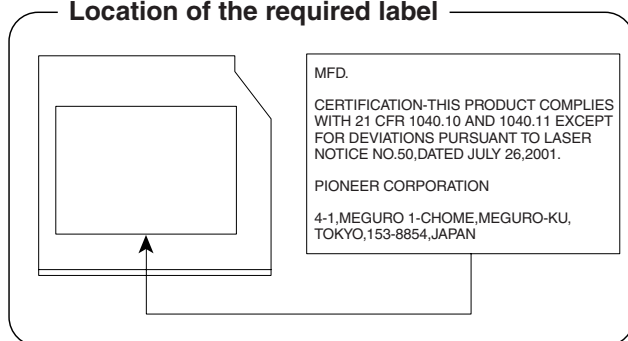 Location of the required label
MFD.
CERTIFICATION-THIS PRODUCT COMPLIES
WITH 21 CFR 1040.10 AND 1040.11 EXCEPT
FOR DEVIATIONS PURSUANT TO LASER
NOTICE NO.50,DATED JULY 26,2001.
PIONEER CORPORATION
4-1,MEGURO 1-CHOME,MEGURO-KU,
TOKYO,153-8854,JAPAN